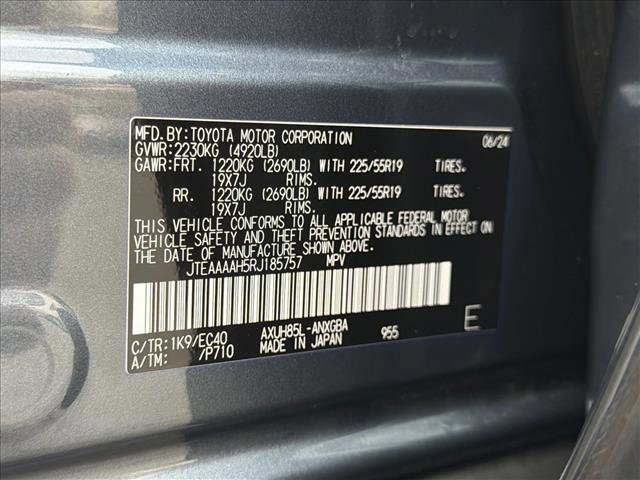 MFD.BY:TOYOTA MOTOR CORPORATION 06/24
GVWR:2230KG (4920LB)
GAWR:FRT. 1220KG (2690LB) WITH 225/55R19 TIRES.
19X7J RIMS.
RR. 1220KG (2690LB) WITH 225/55R19 TIRES.
19X7J RIMS.
THIS VEHICLE CONFORMS TO ALL APPLICABLE FEDERAL MOTOR
VEHICLE SAFETY AND THEFT PREVENTION STANDARDS IN EFFECT ON
THE DATE OF MANUFACTURE SHOWN ABOVE.
JTEAAAAH5RJ185757 MPV
C/TR:1K9/EC40 AXUH85L-ANXGBA 955 E
A/TM: /P710 MADE IN JAPAN